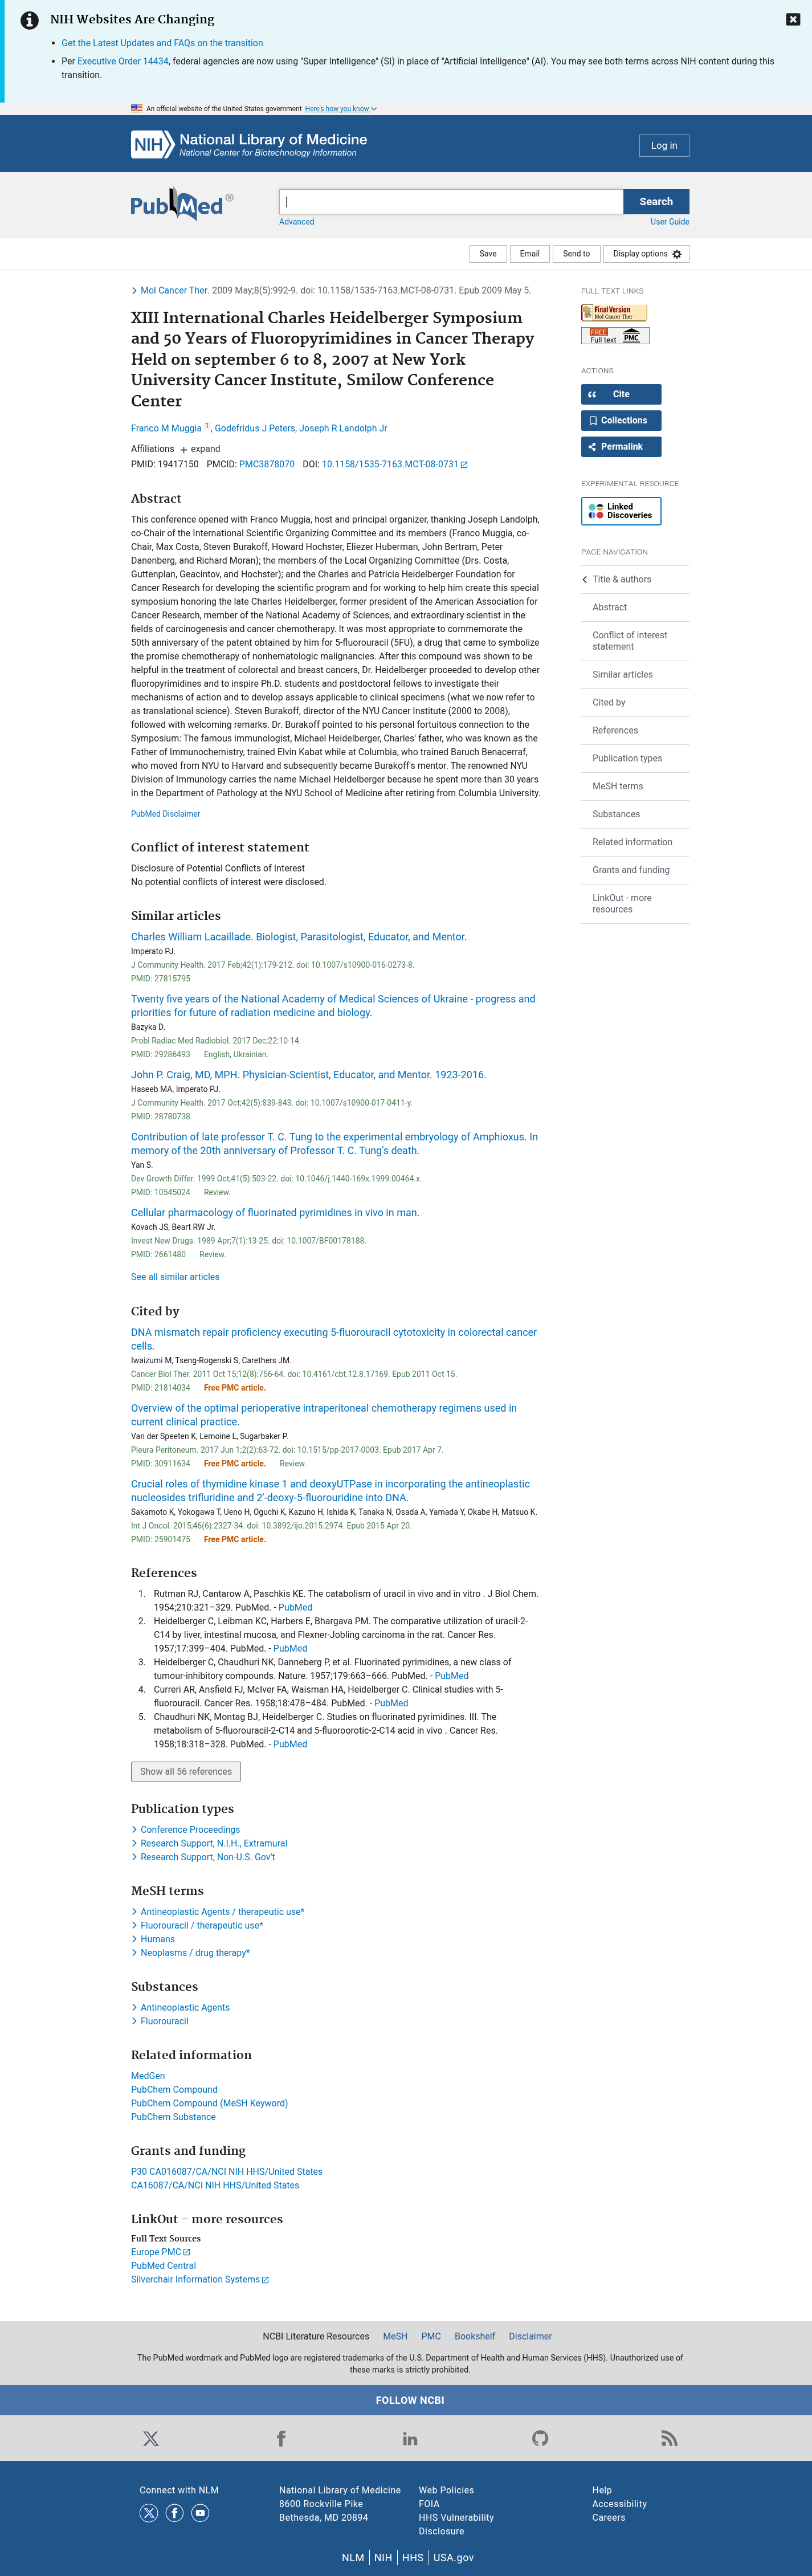 NIH Websites Are Changing
Get the Latest Updates and FAQs on the transition
Per Executive Order 14434, federal agencies are now using "Super Intelligence" (SI) in place of "Artificial Intelligence" (AI). You may see both terms across NIH content during this
transition.
An official website of the United States government Here's how you know
NIH National Library of Medicine
National Center for Biotechnology Information
Log in
PubMed®
Search
Advanced
User Guide
Save
Email
Send to
Display options
Mol Cancer Ther. 2009 May;8(5):992-9. doi: 10.1158/1535-7163.MCT-08-0731. Epub 2009 May 5.
XIII International Charles Heidelberger Symposium
and 50 Years of Fluoropyrimidines in Cancer Therapy
Held on september 6 to 8, 2007 at New York
University Cancer Institute, Smilow Conference
Center
Franco M Muggia 1, Godefridus J Peters, Joseph R Landolph Jr
Affiliations + expand
PMID: 19417150 PMCID: PMC3878070 DOI: 10.1158/1535-7163.MCT-08-0731
Abstract
This conference opened with Franco Muggia, host and principal organizer, thanking Joseph Landolph,
co-Chair of the International Scientific Organizing Committee and its members (Franco Muggia, co-
Chair, Max Costa, Steven Burakoff, Howard Hochster, Eliezer Huberman, John Bertram, Peter
Danenberg, and Richard Moran); the members of the Local Organizing Committee (Drs. Costa,
Guttenplan, Geacintov, and Hochster); and the Charles and Patricia Heidelberger Foundation for
Cancer Research for developing the scientific program and for working to help him create this special
symposium honoring the late Charles Heidelberger, former president of the American Association for
Cancer Research, member of the National Academy of Sciences, and extraordinary scientist in the
fields of carcinogenesis and cancer chemotherapy. It was most appropriate to commemorate the
50th anniversary of the patent obtained by him for 5-fluorouracil (5FU), a drug that came to symbolize
the promise chemotherapy of nonhematologic malignancies. After this compound was shown to be
helpful in the treatment of colorectal and breast cancers, Dr. Heidelberger proceeded to develop other
fluoropyrimidines and to inspire Ph.D. students and postdoctoral fellows to investigate their
mechanisms of action and to develop assays applicable to clinical specimens (what we now refer to
as translational science). Steven Burakoff, director of the NYU Cancer Institute (2000 to 2008),
followed with welcoming remarks. Dr. Burakoff pointed to his personal fortuitous connection to the
Symposium: The famous immunologist, Michael Heidelberger, Charles' father, who was known as the
Father of Immunochemistry, trained Elvin Kabat while at Columbia, who trained Baruch Benacerraf,
who moved from NYU to Harvard and subsequently became Burakoff's mentor. The renowned NYU
Division of Immunology carries the name Michael Heidelberger because he spent more than 30 years
in the Department of Pathology at the NYU School of Medicine after retiring from Columbia University.
PubMed Disclaimer
Conflict of interest statement
Disclosure of Potential Conflicts of Interest
No potential conflicts of interest were disclosed.
Similar articles
Charles William Lacaillade. Biologist, Parasitologist, Educator, and Mentor.
Imperato PJ.
J Community Health. 2017 Feb;42(1):179-212. doi: 10.1007/s10900-016-0273-8.
PMID: 27815795
Twenty five years of the National Academy of Medical Sciences of Ukraine - progress and
priorities for future of radiation medicine and biology.
Bazyka D.
Probl Radiac Med Radiobiol. 2017 Dec;22:10-14.
PMID: 29286493 English, Ukrainian.
John P. Craig, MD, MPH. Physician-Scientist, Educator, and Mentor. 1923-2016.
Haseeb MA, Imperato PJ.
J Community Health. 2017 Oct;42(5):839-843. doi: 10.1007/s10900-017-0411-y.
PMID: 28780738
Contribution of late professor T. C. Tung to the experimental embryology of Amphioxus. In
memory of the 20th anniversary of Professor T. C. Tung's death.
Yan S.
Dev Growth Differ. 1999 Oct;41(5):503-22. doi: 10.1046/j.1440-169x.1999.00464.x.
PMID: 10545024 Review.
Cellular pharmacology of fluorinated pyrimidines in vivo in man.
Kovach JS, Beart RW Jr.
Invest New Drugs. 1989 Apr;7(1):13-25. doi: 10.1007/BF00178188.
PMID: 2661480 Review.
See all similar articles
Cited by
DNA mismatch repair proficiency executing 5-fluorouracil cytotoxicity in colorectal cancer
cells.
Iwaizumi M, Tseng-Rogenski S, Carethers JM.
Cancer Biol Ther. 2011 Oct 15;12(8):756-64. doi: 10.4161/cbt.12.8.17169. Epub 2011 Oct 15.
PMID: 21814034 Free PMC article.
Overview of the optimal perioperative intraperitoneal chemotherapy regimens used in
current clinical practice.
Van der Speeten K, Lemoine L, Sugarbaker P.
Pleura Peritoneum. 2017 Jun 1;2(2):63-72. doi: 10.1515/pp-2017-0003. Epub 2017 Apr 7.
PMID: 30911634 Free PMC article. Review.
Crucial roles of thymidine kinase 1 and deoxyUTPase in incorporating the antineoplastic
nucleosides trifluridine and 2'-deoxy-5-fluorouridine into DNA.
Sakamoto K, Yokogawa T, Ueno H, Oguchi K, Kazuno H, Ishida K, Tanaka N, Osada A, Yamada Y, Okabe H, Matsuo K.
Int J Oncol. 2015;46(6):2327-34. doi: 10.3892/ijo.2015.2974. Epub 2015 Apr 20.
PMID: 25901475 Free PMC article.
References
1. Rutman RJ, Cantarow A, Paschkis KE. The catabolism of uracil in vivo and in vitro . J Biol Chem.
1954;210:321–329. PubMed. - PubMed
2. Heidelberger C, Leibman KC, Harbers E, Bhargava PM. The comparative utilization of uracil-2-
C14 by liver, intestinal mucosa, and Flexner-Jobling carcinoma in the rat. Cancer Res.
1957;17:399–404. PubMed. - PubMed
3. Heidelberger C, Chaudhuri NK, Danneberg P, et al. Fluorinated pyrimidines, a new class of
tumour-inhibitory compounds. Nature. 1957;179:663–666. PubMed. - PubMed
4. Curreri AR, Ansfield FJ, McIver FA, Waisman HA, Heidelberger C. Clinical studies with 5-
fluorouracil. Cancer Res. 1958;18:478–484. PubMed. - PubMed
5. Chaudhuri NK, Montag BJ, Heidelberger C. Studies on fluorinated pyrimidines. III. The
metabolism of 5-fluorouracil-2-C14 and 5-fluoroorotic-2-C14 acid in vivo . Cancer Res.
1958;18:318–328. PubMed. - PubMed
Show all 56 references
Publication types
Conference Proceedings
Research Support, N.I.H., Extramural
Research Support, Non-U.S. Gov't
MeSH terms
Antineoplastic Agents / therapeutic use*
Fluorouracil / therapeutic use*
Humans
Neoplasms / drug therapy*
Substances
Antineoplastic Agents
Fluorouracil
Related information
MedGen
PubChem Compound
PubChem Compound (MeSH Keyword)
PubChem Substance
Grants and funding
P30 CA016087/CA/NCI NIH HHS/United States
CA16087/CA/NCI NIH HHS/United States
LinkOut - more resources
Full Text Sources
Europe PMC
PubMed Central
Silverchair Information Systems
FULL TEXT LINKS
Final Version
Mol Cancer Ther
FREE
Full text PMC
ACTIONS
Cite
Collections
Permalink
EXPERIMENTAL RESOURCE
Linked
Discoveries
PAGE NAVIGATION
Title & authors
Abstract
Conflict of interest
statement
Similar articles
Cited by
References
Publication types
MeSH terms
Substances
Related information
Grants and funding
LinkOut - more
resources
NCBI Literature Resources MeSH PMC Bookshelf Disclaimer
The PubMed wordmark and PubMed logo are registered trademarks of the U.S. Department of Health and Human Services (HHS). Unauthorized use of
these marks is strictly prohibited.
FOLLOW NCBI
Connect with NLM
National Library of Medicine
8600 Rockville Pike
Bethesda, MD 20894
Web Policies
FOIA
HHS Vulnerability
Disclosure
Help
Accessibility
Careers
NLM NIH HHS USA.gov